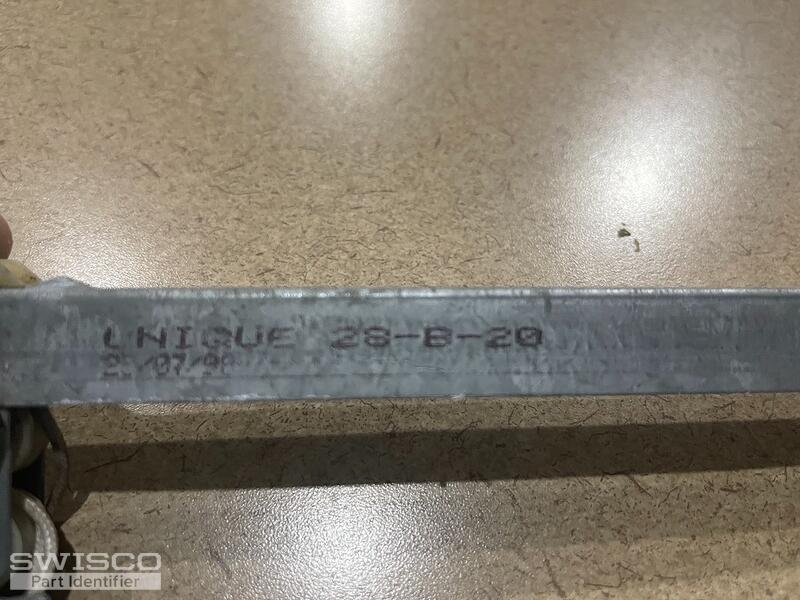 UNIQUE 28-B-20
SWISCO
Part Identifier